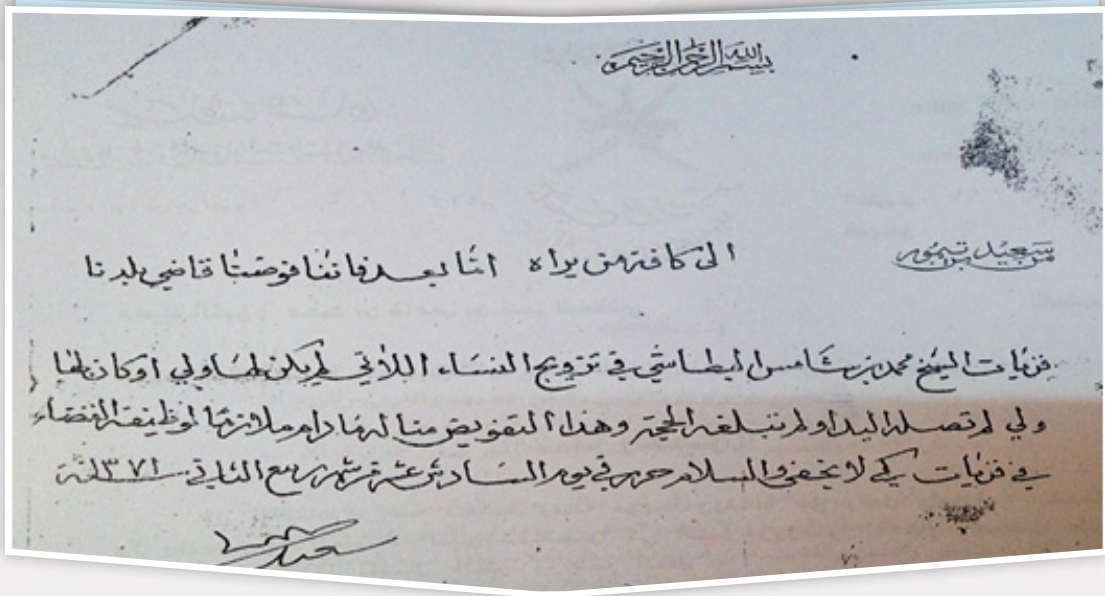 بسم الله الرحمن الرحيم
من سعيد بن تيمور الى كافة من يراه اما بعد فاننا فوضنا قاضي بلدنا
قريات الشيخ محمد بن شامس البطاشي في تزويج النساء اللاتي لم يكن لها ولي او كان لها
ولي لم تصله اليد او لم تبلغه الحجة وهذا التفويض منا له ما دام ملازما لوظيفة القضاء
في قريات كي لا يخفى والسلام حرر في يوم السادس عشر من شهر ربيع الثاني سنة ١٣٧١
سعيد